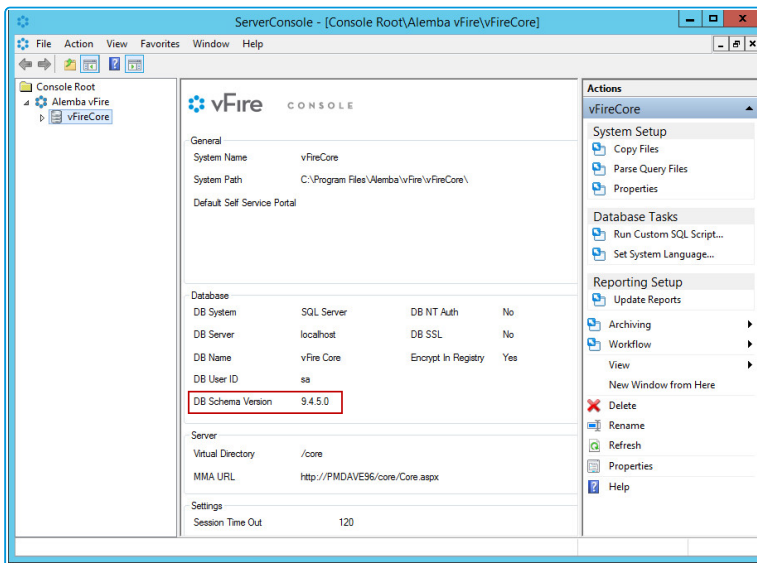 ServerConsole - [Console Root\Alemba vFire\vFireCore]
File Action View Favorites Window Help
Console Root
Alemba vFire
vFireCore
vFire CONSOLE
General
System Name vFireCore
System Path C:\Program Files\Alemba\vFire\vFireCore\
Default Self Service Portal
Database
DB System SQL Server DB NT Auth No
DB Server localhost DB SSL No
DB Name vFire Core Encrypt In Registry Yes
DB User ID sa
DB Schema Version 9.4.5.0
Server
Virtual Directory /core
MMA URL http://PMDAVE96/core/Core.aspx
Settings
Session Time Out 120
Actions
vFireCore
System Setup
Copy Files
Parse Query Files
Properties
Database Tasks
Run Custom SQL Script...
Set System Language...
Reporting Setup
Update Reports
Archiving
Workflow
View
New Window from Here
Delete
Rename
Refresh
Properties
Help